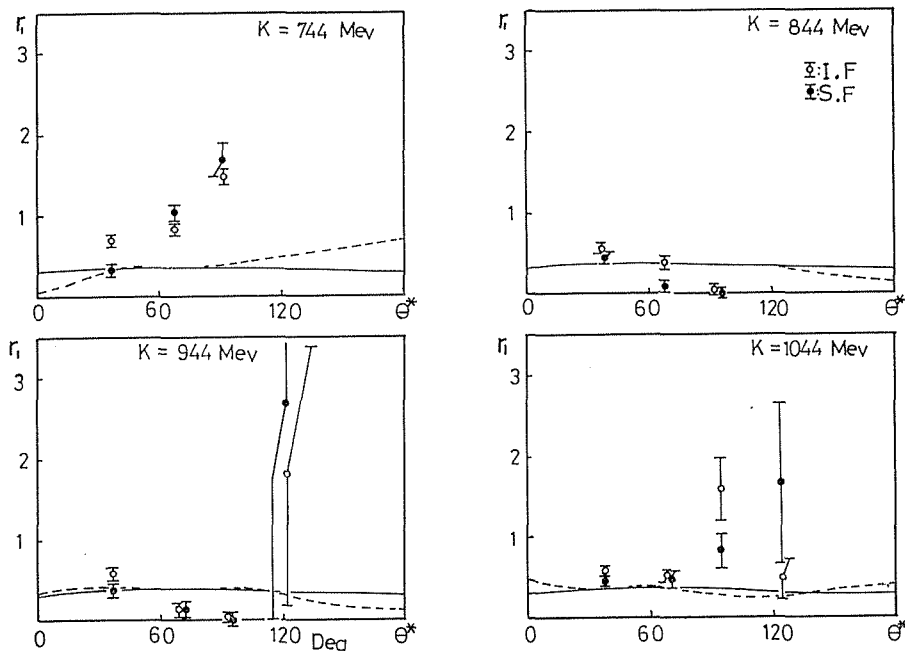 r₁ K = 744 Mev
3
2
1
0 60 120 Θ*
K = 844 Mev
I.F
S.F
r₁
3
2
1
0 60 120 Θ*
r₁ K = 944 Mev
3
2
1
0 60 120 Θ*
Deg
r₁ K = 1044 Mev
3
2
1
0 60 120 Θ*